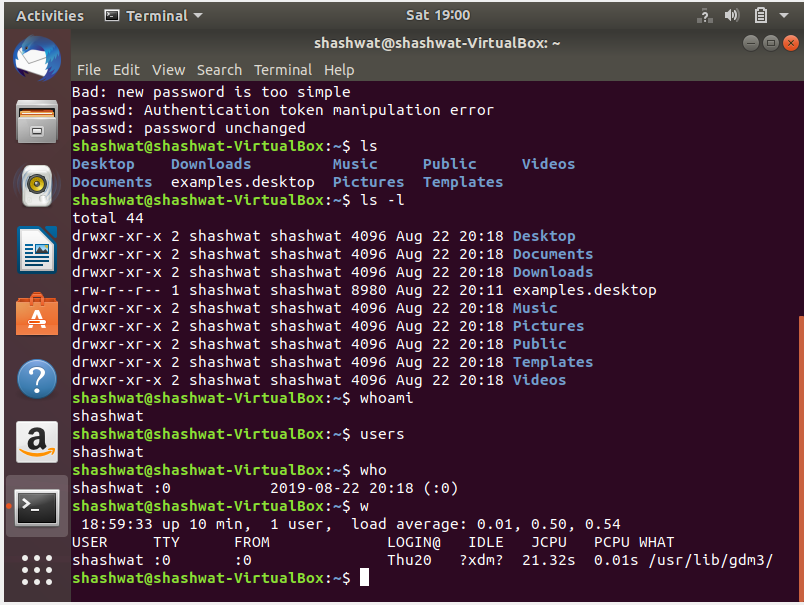 Activities Terminal Sat 19:00 ?
shashwat@shashwat-VirtualBox: ~
File Edit View Search Terminal Help
Bad: new password is too simple
passwd: Authentication token manipulation error
passwd: password unchanged
shashwat@shashwat-VirtualBox:~$ ls
Desktop Downloads Music Public Videos
Documents examples.desktop Pictures Templates
shashwat@shashwat-VirtualBox:~$ ls -l
total 44
drwxr-xr-x 2 shashwat shashwat 4096 Aug 22 20:18 Desktop
drwxr-xr-x 2 shashwat shashwat 4096 Aug 22 20:18 Documents
drwxr-xr-x 2 shashwat shashwat 4096 Aug 22 20:18 Downloads
-rw-r--r-- 1 shashwat shashwat 8980 Aug 22 20:11 examples.desktop
drwxr-xr-x 2 shashwat shashwat 4096 Aug 22 20:18 Music
drwxr-xr-x 2 shashwat shashwat 4096 Aug 22 20:18 Pictures
drwxr-xr-x 2 shashwat shashwat 4096 Aug 22 20:18 Public
drwxr-xr-x 2 shashwat shashwat 4096 Aug 22 20:18 Templates
drwxr-xr-x 2 shashwat shashwat 4096 Aug 22 20:18 Videos
shashwat@shashwat-VirtualBox:~$ whoami
shashwat
shashwat@shashwat-VirtualBox:~$ users
shashwat
shashwat@shashwat-VirtualBox:~$ who
shashwat :0 2019-08-22 20:18 (:0)
shashwat@shashwat-VirtualBox:~$ w
18:59:33 up 10 min, 1 user, load average: 0.01, 0.50, 0.54
USER TTY FROM LOGIN@ IDLE JCPU PCPU WHAT
shashwat :0 :0 Thu20 ?xdm? 21.32s 0.01s /usr/lib/gdm3/
shashwat@shashwat-VirtualBox:~$